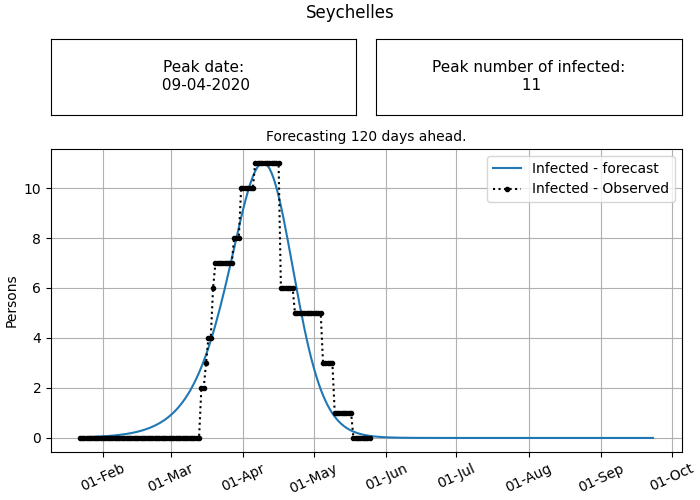 Seychelles
Peak date:
09-04-2020
Peak number of infected:
11
Forecasting 120 days ahead.
Infected - forecast
Infected - Observed
Persons
10
8
6
4
2
0
01-Feb
01-Mar
01-Apr
01-May
01-Jun
01-Jul
01-Aug
01-Sep
01-Oct